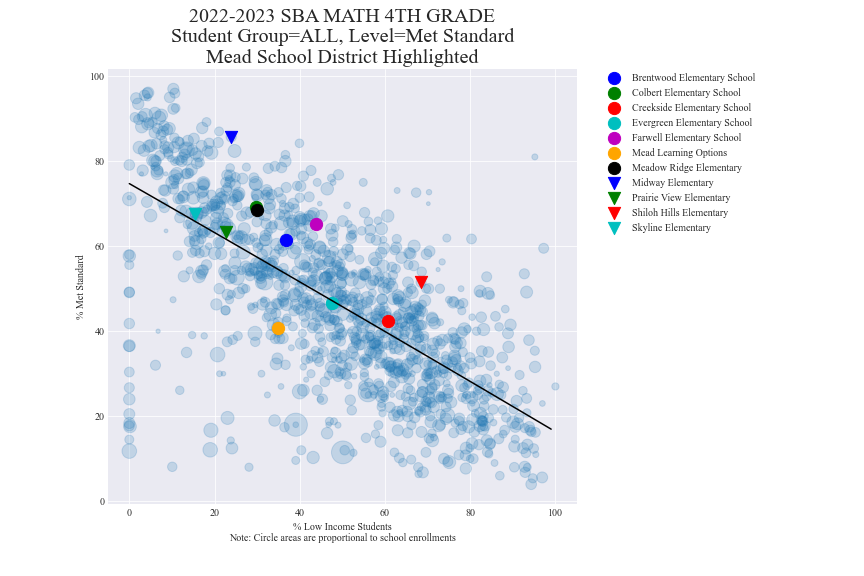 2022-2023 SBA MATH 4TH GRADE
Student Group=ALL, Level=Met Standard
Mead School District Highlighted
100
80
60
40
20
0
% Met Standard
0 20 40 60 80 100
% Low Income Students
Note: Circle areas are proportional to school enrollments
Brentwood Elementary School
Colbert Elementary School
Creekside Elementary School
Evergreen Elementary School
Farwell Elementary School
Mead Learning Options
Meadow Ridge Elementary
Midway Elementary
Prairie View Elementary
Shiloh Hills Elementary
Skyline Elementary